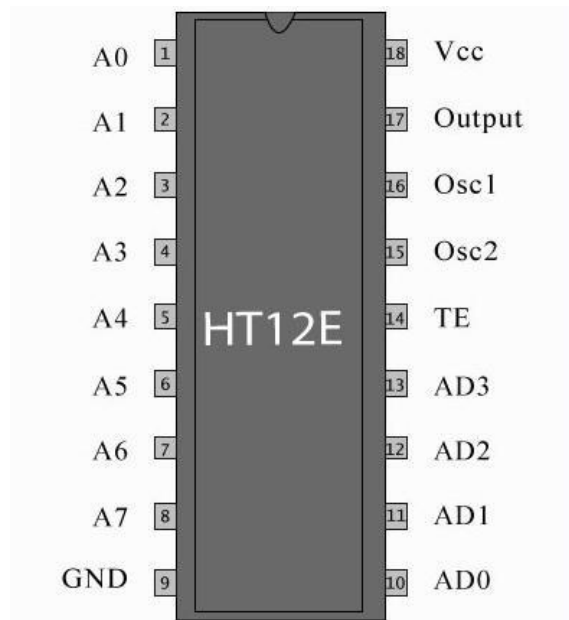 A0 1 18 Vcc
A1 2 17 Output
A2 3 16 Osc1
A3 4 15 Osc2
A4 5 HT12E 14 TE
A5 6 13 AD3
A6 7 12 AD2
A7 8 11 AD1
GND 9 10 AD0